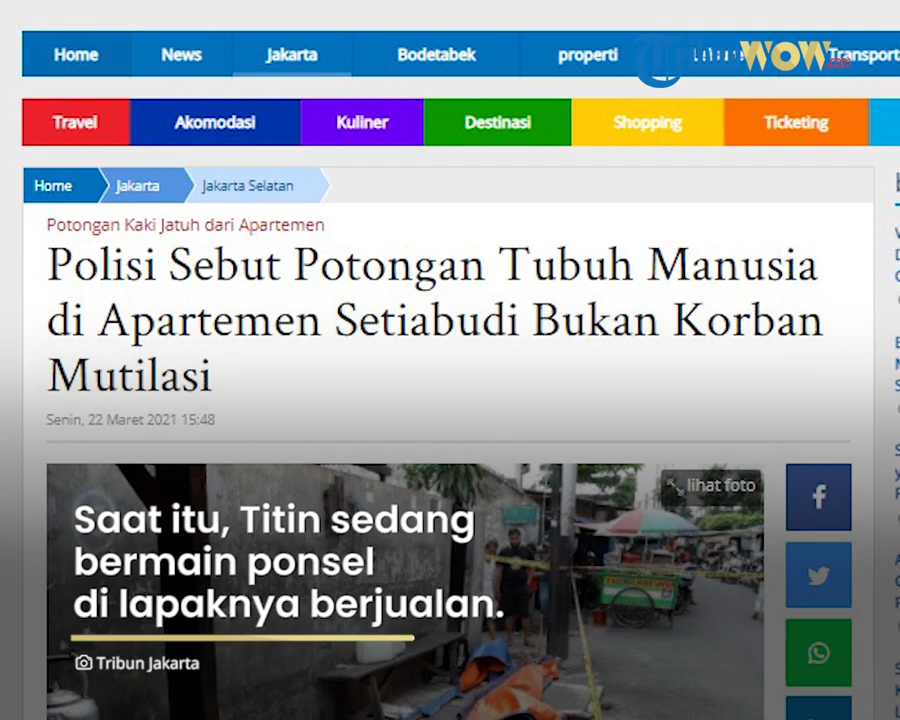 Home News Jakarta Bodetabek properti Transport
WOW.com
Travel Akomodasi Kuliner Destinasi Shopping Ticketing
Home Jakarta Jakarta Selatan
Potongan Kaki Jatuh dari Apartemen
Polisi Sebut Potongan Tubuh Manusia
di Apartemen Setiabudi Bukan Korban
Mutilasi
Senin, 22 Maret 2021 15:48
lihat foto
Saat itu, Titin sedang
bermain ponsel
di lapaknya berjualan.
Tribun Jakarta